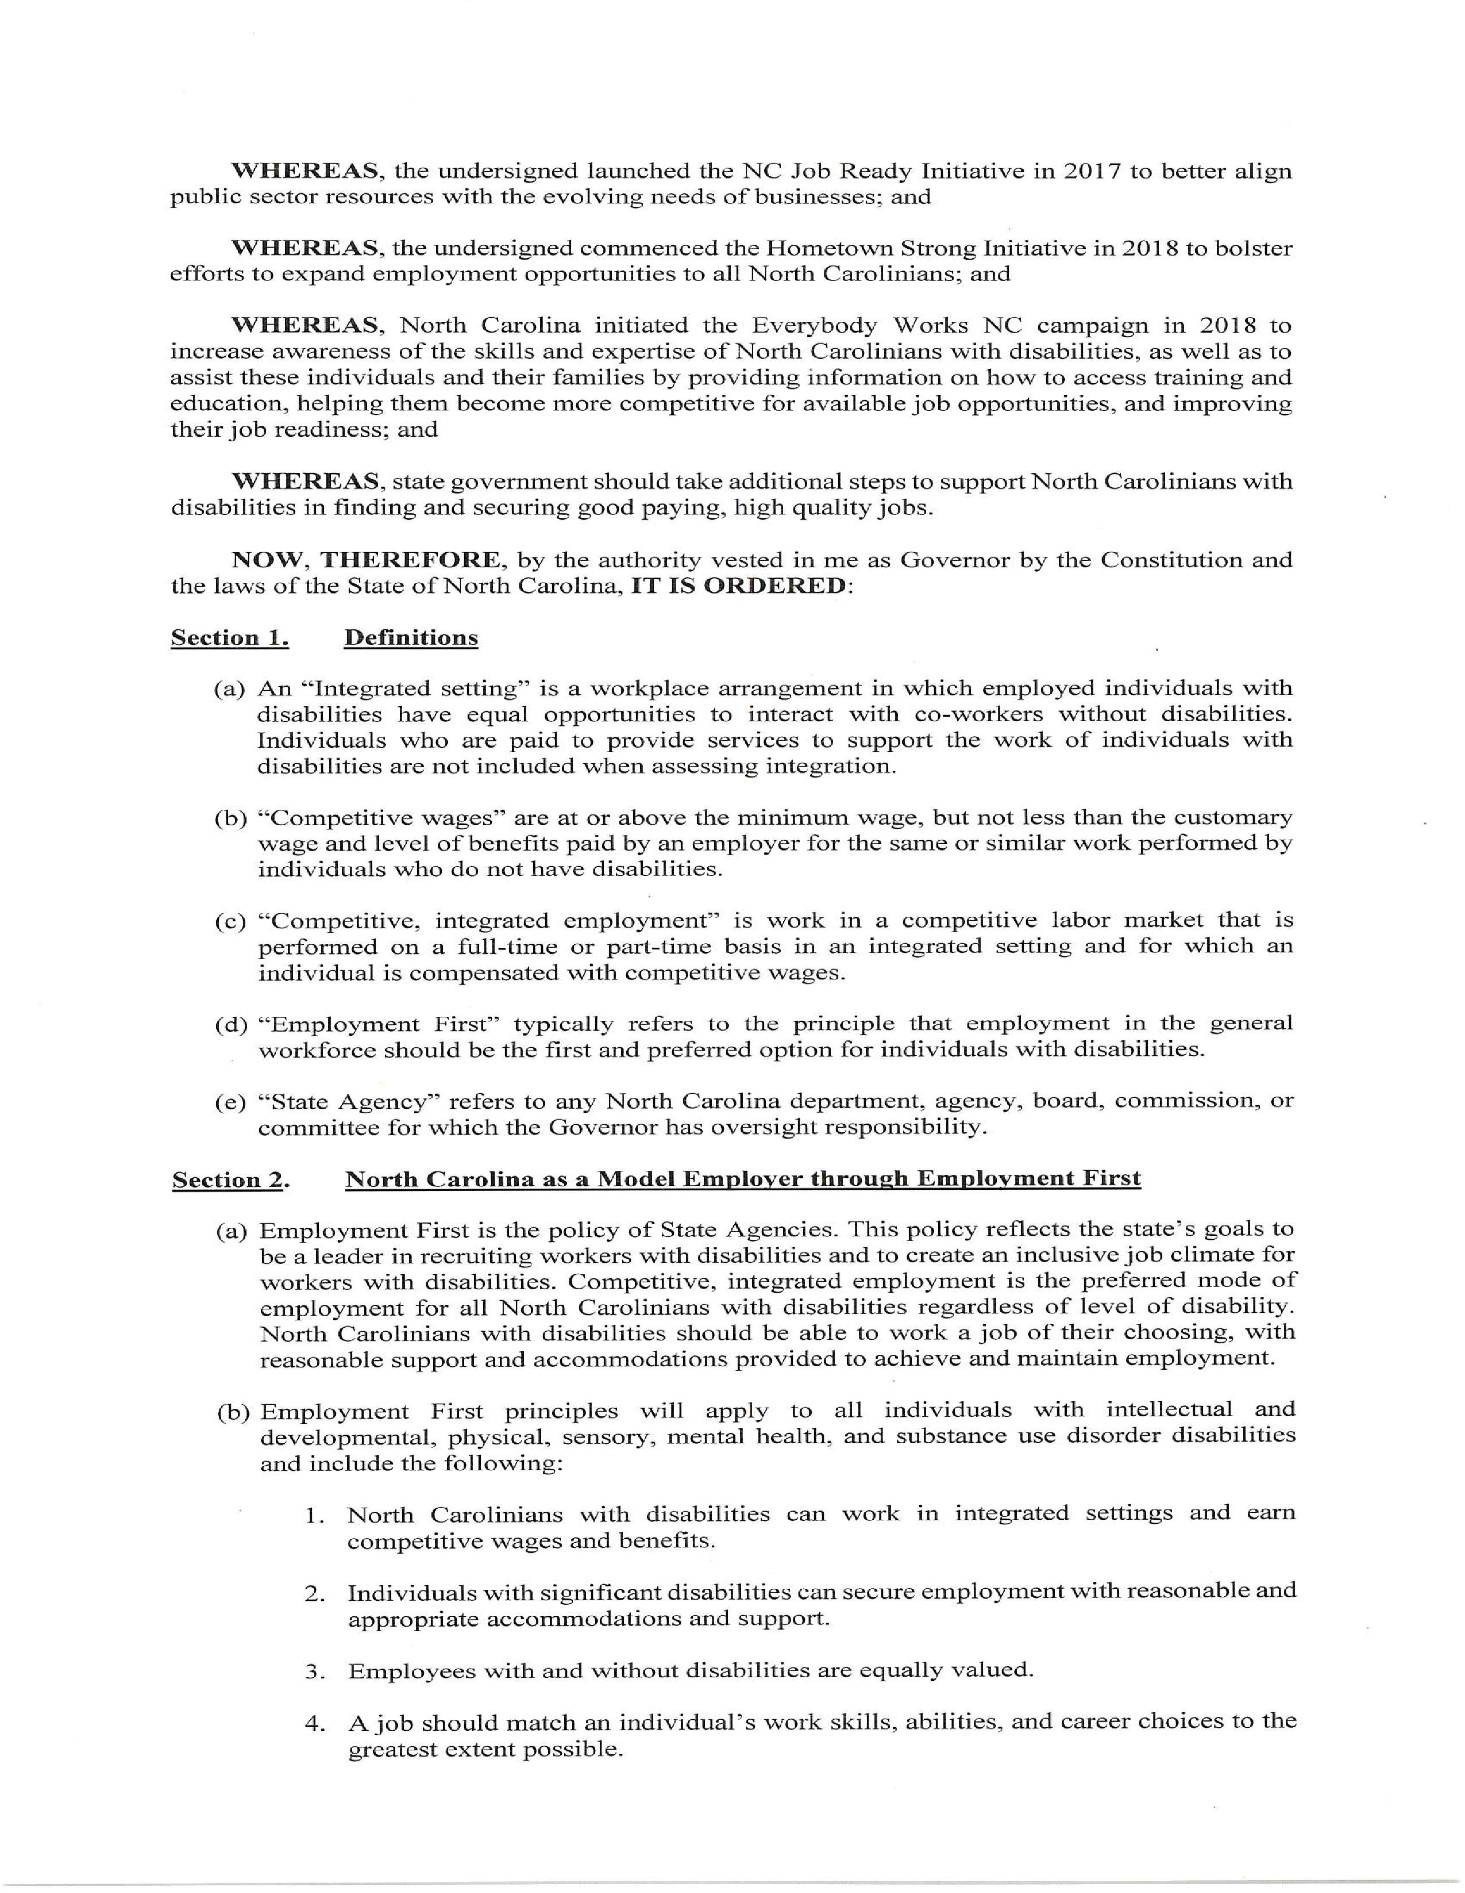 WHEREAS, the undersigned launched the NC Job Ready Initiative in 2017 to better align
public sector resources with the evolving needs of businesses; and
WHEREAS, the undersigned commenced the Hometown Strong Initiative in 2018 to bolster
efforts to expand employment opportunities to all North Carolinians; and
WHEREAS, North Carolina initiated the Everybody Works NC campaign in 2018 to
increase awareness of the skills and expertise of North Carolinians with disabilities, as well as to
assist these individuals and their families by providing information on how to access training and
education, helping them become more competitive for available job opportunities, and improving
their job readiness; and
WHEREAS, state government should take additional steps to support North Carolinians with
disabilities in finding and securing good paying, high quality jobs.
NOW, THEREFORE, by the authority vested in me as Governor by the Constitution and
the laws of the State of North Carolina, IT IS ORDERED:
Section 1. Definitions
(a) An “Integrated setting” is a workplace arrangement in which employed individuals with
disabilities have equal opportunities to interact with co-workers without disabilities.
Individuals who are paid to provide services to support the work of individuals with
disabilities are not included when assessing integration.
(b) “Competitive wages” are at or above the minimum wage, but not less than the customary
wage and level of benefits paid by an employer for the same or similar work performed by
individuals who do not have disabilities.
(c) “Competitive, integrated employment” is work in a competitive labor market that is
performed on a full-time or part-time basis in an integrated setting and for which an
individual is compensated with competitive wages.
(d) “Employment First” typically refers to the principle that employment in the general
workforce should be the first and preferred option for individuals with disabilities.
(e) “State Agency” refers to any North Carolina department, agency, board, commission, or
committee for which the Governor has oversight responsibility.
Section 2. North Carolina as a Model Employer through Employment First
(a) Employment First is the policy of State Agencies. This policy reflects the state’s goals to
be a leader in recruiting workers with disabilities and to create an inclusive job climate for
workers with disabilities. Competitive, integrated employment is the preferred mode of
employment for all North Carolinians with disabilities regardless of level of disability.
North Carolinians with disabilities should be able to work a job of their choosing, with
reasonable support and accommodations provided to achieve and maintain employment.
(b) Employment First principles will apply to all individuals with intellectual and
developmental, physical, sensory, mental health, and substance use disorder disabilities
and include the following:
1. North Carolinians with disabilities can work in integrated settings and earn
competitive wages and benefits.
2. Individuals with significant disabilities can secure employment with reasonable and
appropriate accommodations and support.
3. Employees with and without disabilities are equally valued.
4. A job should match an individual’s work skills, abilities, and career choices to the
greatest extent possible.